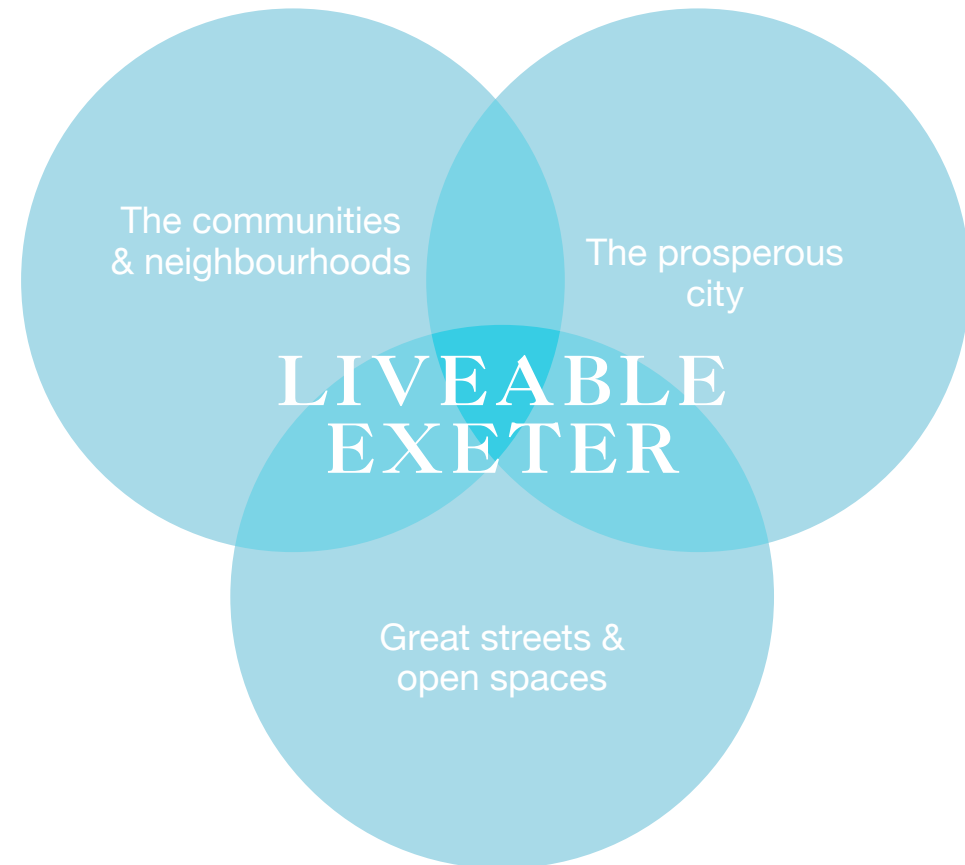 The communities
& neighbourhoods
The prosperous
city
LIVEABLE
EXETER
Great streets &
open spaces